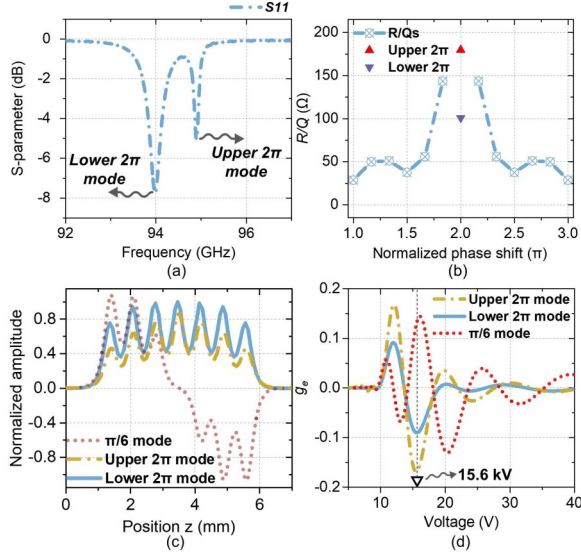 S11
0
-2
-4
-6
-8
S-parameter (dB)
Lower 2π
mode
Upper 2π
mode
92
94
96
Frequency (GHz)
(a)
R/Qs
Upper 2π
Lower 2π
200
150
100
50
0
R/Q (Ω)
1.0
1.5
2.0
2.5
3.0
Normalized phase shift (π)
(b)
0.8
0.4
0.0
-0.4
-0.8
Normalized amplitude
π/6 mode
Upper 2π mode
Lower 2π mode
0
2
4
6
Position z (mm)
(c)
Upper 2π mode
Lower 2π mode
π/6 mode
0.2
0.1
0.0
-0.1
-0.2
gₑ
15.6 kV
10
20
30
40
Voltage (V)
(d)